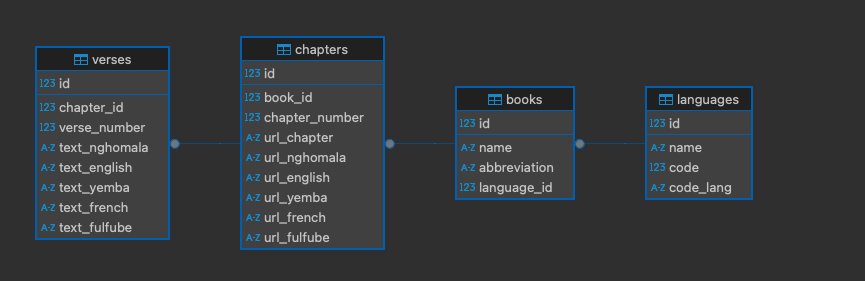 verses
123 id
123 chapter_id
123 verse_number
A-Z text_nghomala
A-Z text_english
A-Z text_yemba
A-Z text_french
A-Z text_fulfube
chapters
123 id
123 book_id
123 chapter_number
A-Z url_chapter
A-Z url_nghomala
A-Z url_english
A-Z url_yemba
A-Z url_french
A-Z url_fulfube
books
123 id
A-Z name
A-Z abbreviation
123 language_id
languages
123 id
A-Z name
123 code
A-Z code_lang